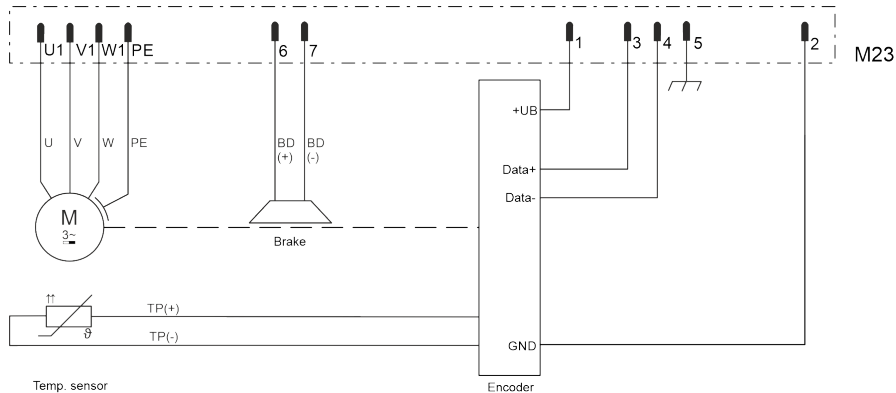 U1 V1 W1 PE 6 7 1 3 4 5 2
M23
+UB
U V W PE BD (+) BD (-)
Data+
Data-
M
3~
Brake
TP(+)
ϑ
TP(-)
GND
Temp. sensor
Encoder